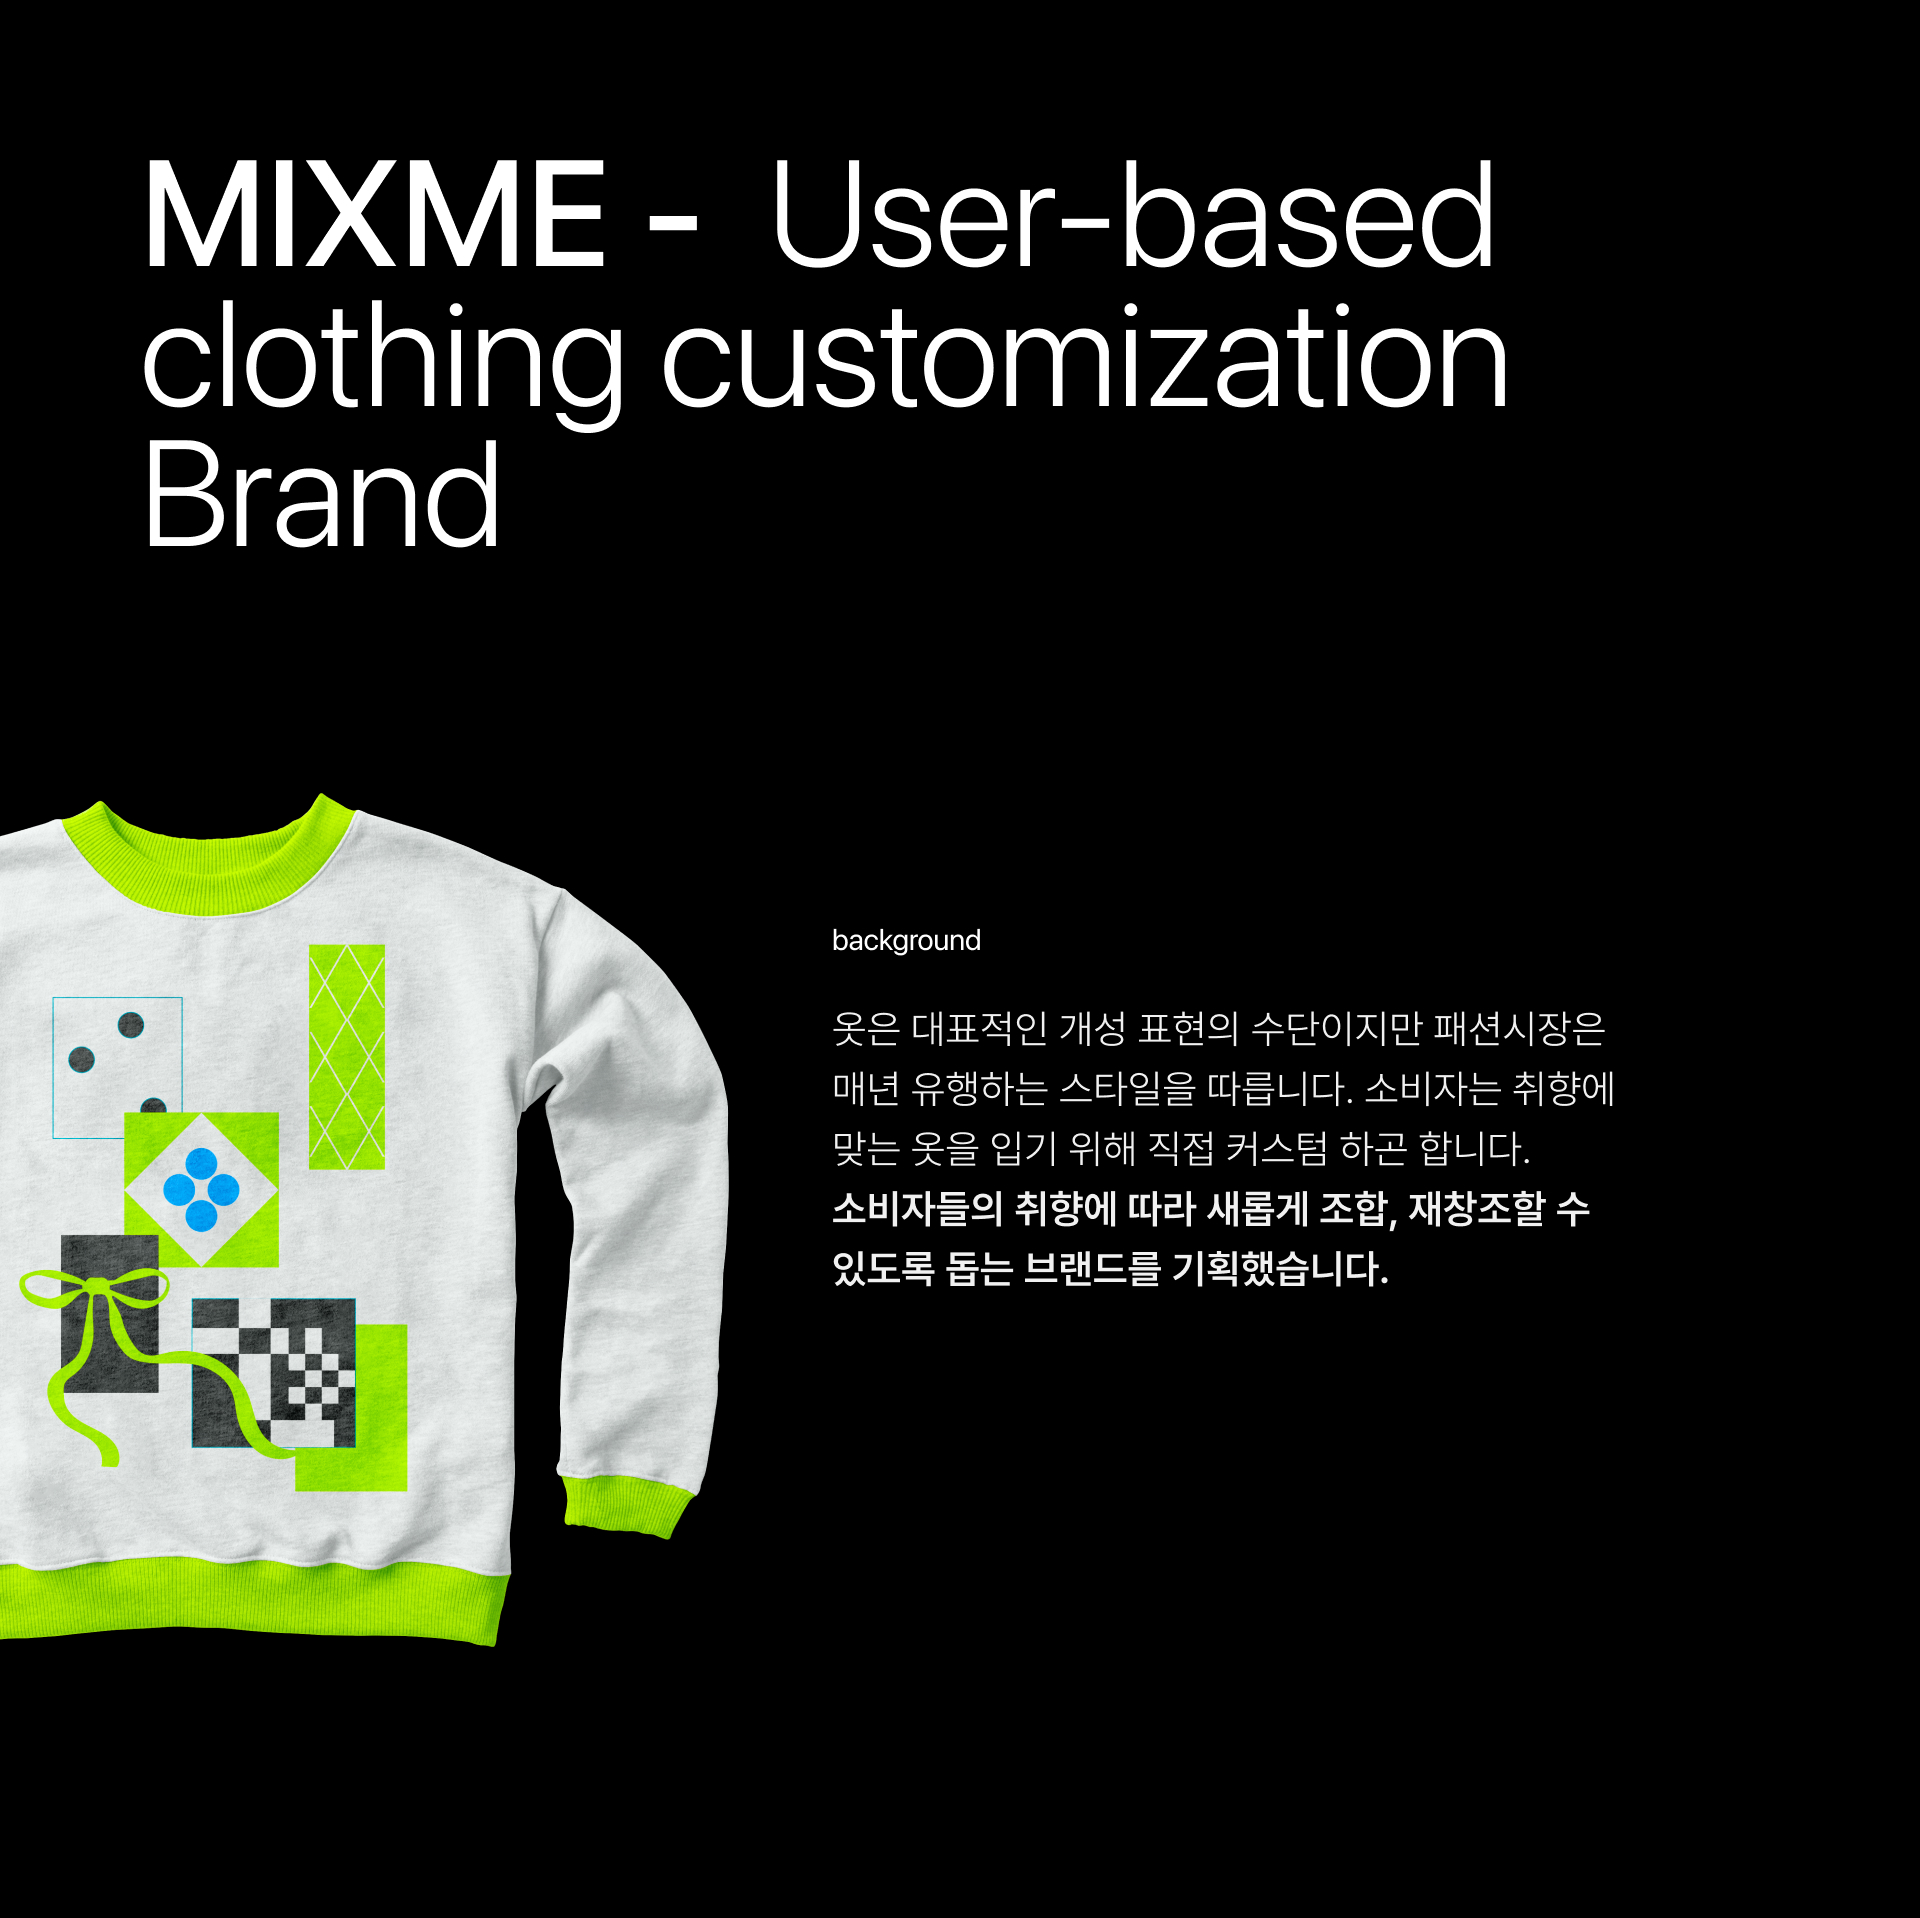 MIXME - User-based
clothing customization
Brand
background
옷은 대표적인 개성 표현의 수단이지만 패션시장은
매년 유행하는 스타일을 따릅니다. 소비자는 취향에
맞는 옷을 입기 위해 직접 커스텀 하곤 합니다.
소비자들의 취향에 따라 새롭게 조합, 재창조할 수
있도록 돕는 브랜드를 기획했습니다.